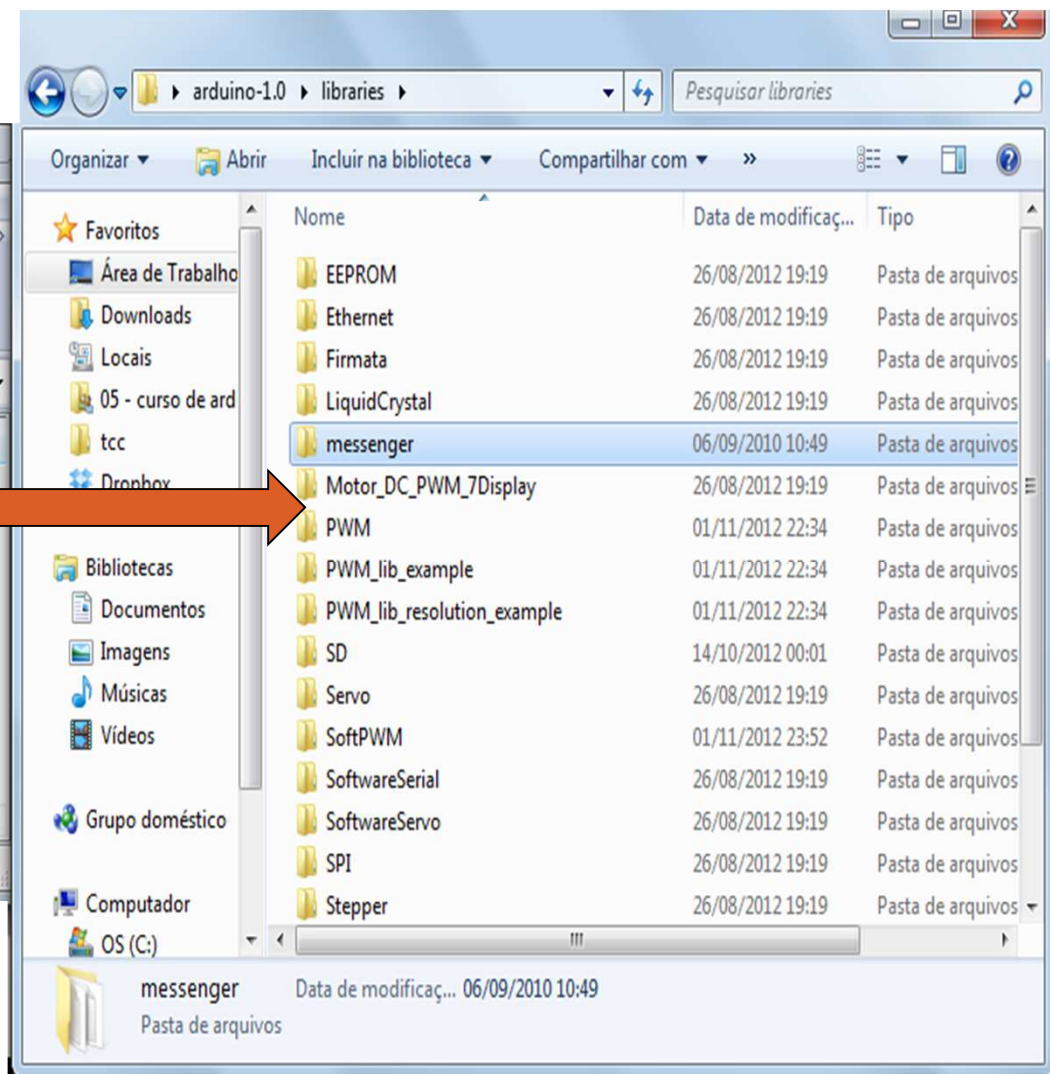 arduino-1.0 libraries Pesquisar libraries
Organizar Abrir Incluir na biblioteca Compartilhar com »
Favoritos
Área de Trabalho
Downloads
Locais
05 - curso de ard
tcc
Dropbox
Bibliotecas
Documentos
Imagens
Músicas
Vídeos
Grupo doméstico
Computador
OS (C:)
Nome Data de modificaç... Tipo
EEPROM 26/08/2012 19:19 Pasta de arquivos
Ethernet 26/08/2012 19:19 Pasta de arquivos
Firmata 26/08/2012 19:19 Pasta de arquivos
LiquidCrystal 26/08/2012 19:19 Pasta de arquivos
messenger 06/09/2010 10:49 Pasta de arquivos
Motor_DC_PWM_7Display 26/08/2012 19:19 Pasta de arquivos
PWM 01/11/2012 22:34 Pasta de arquivos
PWM_lib_example 01/11/2012 22:34 Pasta de arquivos
PWM_lib_resolution_example 01/11/2012 22:34 Pasta de arquivos
SD 14/10/2012 00:01 Pasta de arquivos
Servo 26/08/2012 19:19 Pasta de arquivos
SoftPWM 01/11/2012 23:52 Pasta de arquivos
SoftwareSerial 26/08/2012 19:19 Pasta de arquivos
SoftwareServo 26/08/2012 19:19 Pasta de arquivos
SPI 26/08/2012 19:19 Pasta de arquivos
Stepper 26/08/2012 19:19 Pasta de arquivos
messenger Data de modificaç... 06/09/2010 10:49
Pasta de arquivos